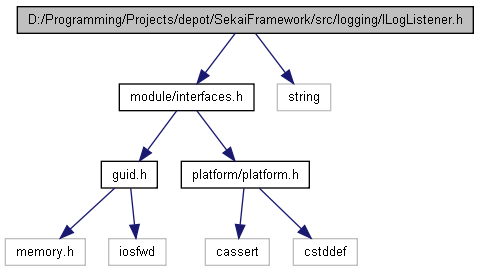 D:/Programming/Projects/depot/SekaiFramework/src/logging/ILogListener.h
module/interfaces.h
string
guid.h
platform/platform.h
memory.h
iosfwd
cassert
cstddef